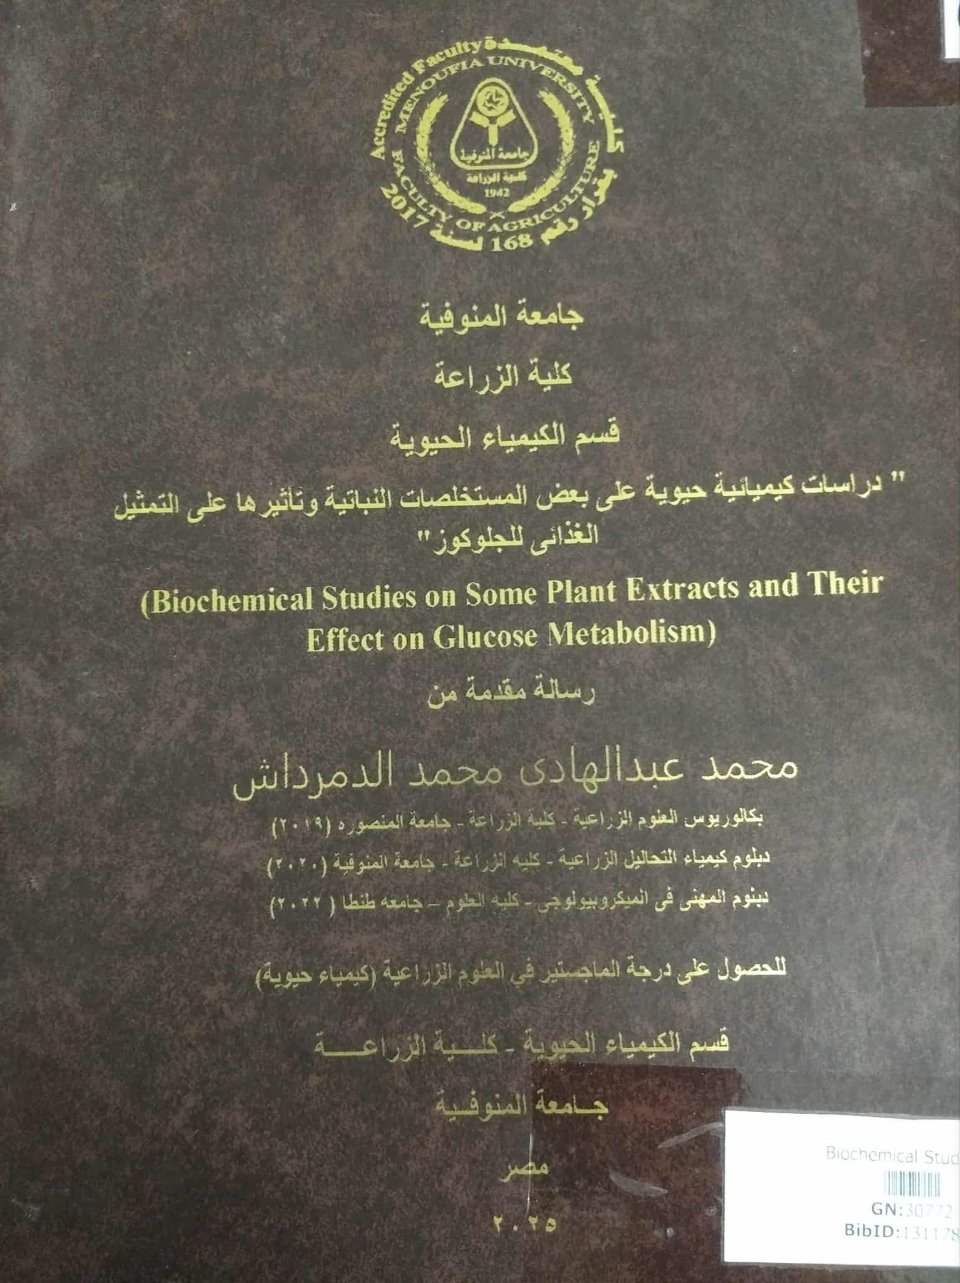 كلية معتمدة Accredited Faculty
MENOUFIA UNIVERSITY
جامعة المنوفية
كلية الزراعة
1942
FACULTY OF AGRICULTURE
بقرار رقم 168 لسنة 2017
جامعة المنوفية
كلية الزراعة
قسم الكيمياء الحيوية
" دراسات كيميائية حيوية على بعض المستخلصات النباتية وتأثيرها على التمثيل
الغذائى للجلوكوز"
(Biochemical Studies on Some Plant Extracts and Their
Effect on Glucose Metabolism)
رسالة مقدمة من
محمد عبدالهادى محمد الدمرداش
بكالوريوس العلوم الزراعية - كلية الزراعة - جامعة المنصوره (٢٠١٩)
دبلوم كيمياء التحاليل الزراعية - كليه الزراعة - جامعة المنوفية (٢٠٢٠)
دبلوم المهنى فى الميكروبيولوجى - كليه العلوم – جامعه طنطا (٢٠٢٢)
للحصول على درجة الماجستير في العلوم الزراعية (كيمياء حيوية)
قسم الكيمياء الحيوية - كلـــية الزراعـــة
جـامعة المنوفـية
مصر
٢٠٢٥
Biochemical Stud
GN:30772
BibID:131178